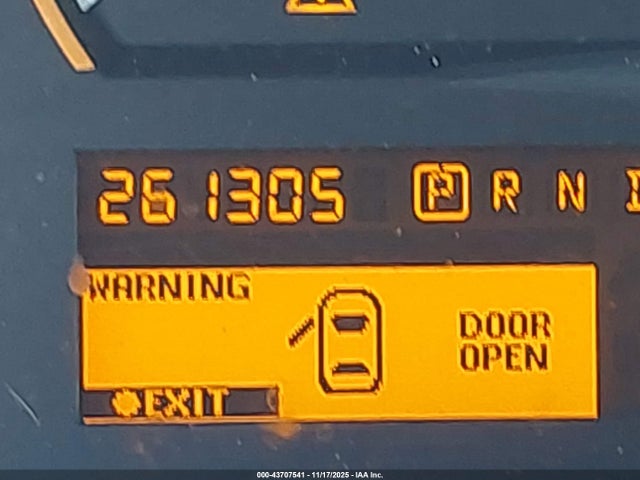 261305 P R N D
WARNING
DOOR
OPEN
EXIT
000-43707541 - 11/17/2025 - IAA Inc.